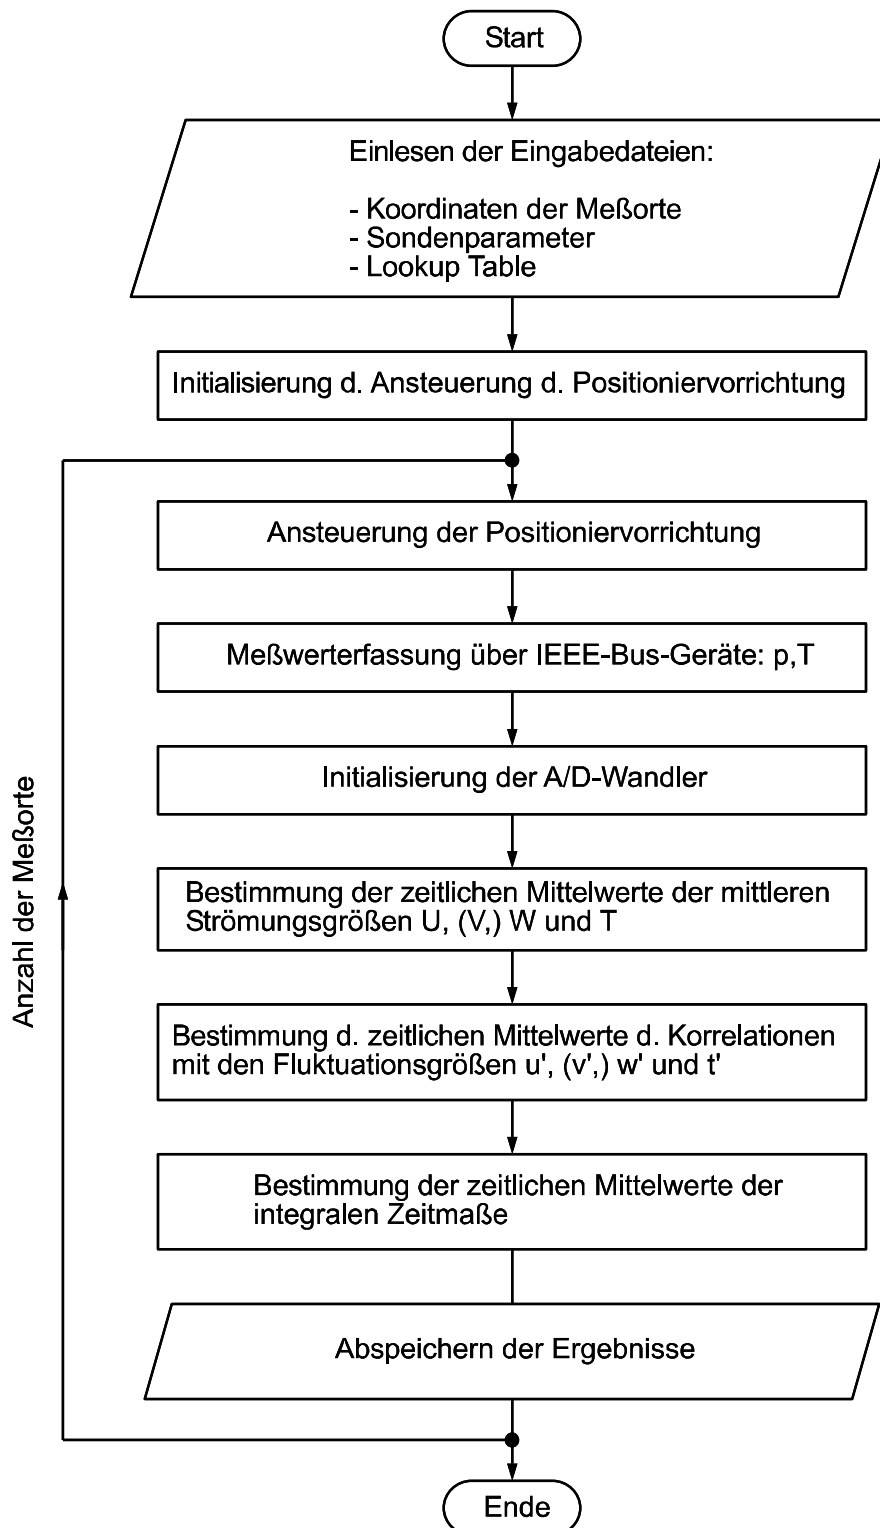 Start
Einlesen der Eingabedateien:
- Koordinaten der Meßorte
- Sondenparameter
- Lookup Table
Initialisierung d. Ansteuerung d. Positioniervorrichtung
Ansteuerung der Positioniervorrichtung
Meßwerterfassung über IEEE-Bus-Geräte: p,T
Initialisierung der A/D-Wandler
Anzahl der Meßorte
Bestimmung der zeitlichen Mittelwerte der mittleren
Strömungsgrößen U, (V,) W und T
Bestimmung d. zeitlichen Mittelwerte d. Korrelationen
mit den Fluktuationsgrößen u', (v',) w' und t'
Bestimmung der zeitlichen Mittelwerte der
integralen Zeitmaße
Abspeichern der Ergebnisse
Ende